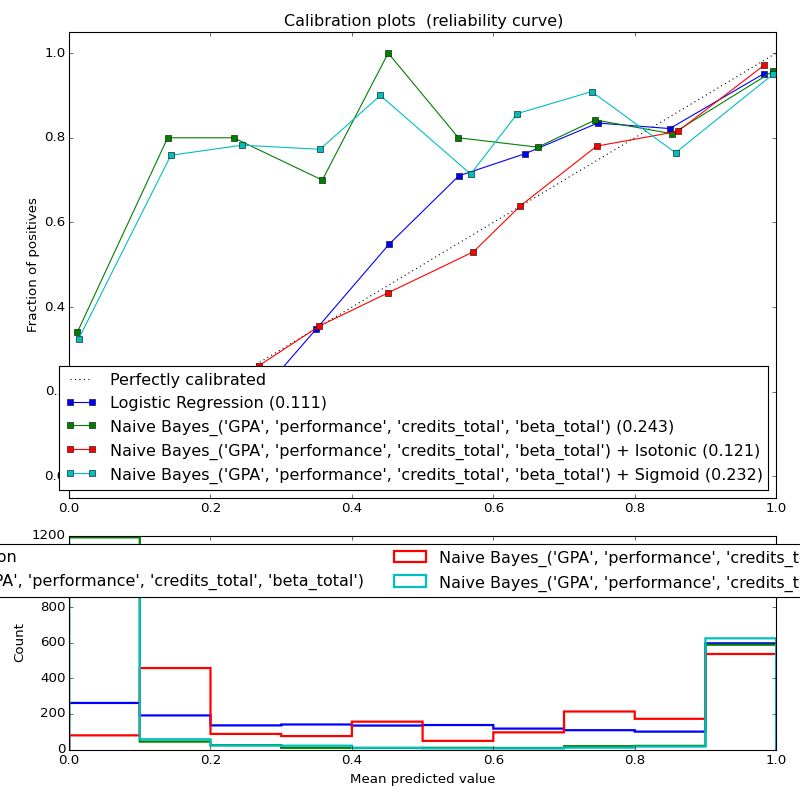 Calibration plots  (reliability curve)
1.0
0.8
0.6
0.4
0.
0.
Fraction of positives
Perfectly calibrated
Logistic Regression (0.111)
Naive Bayes_('GPA', 'performance', 'credits_total', 'beta_total') (0.243)
Naive Bayes_('GPA', 'performance', 'credits_total', 'beta_total') + Isotonic (0.121)
Naive Bayes_('GPA', 'performance', 'credits_total', 'beta_total') + Sigmoid (0.232)
0.0 0.2 0.4 0.6 0.8 1.0
1200
on
PA', 'performance', 'credits_total', 'beta_total')
Naive Bayes_('GPA', 'performance', 'credits_t
Naive Bayes_('GPA', 'performance', 'credits_t
800
600
400
200
0
Count
0.0 0.2 0.4 0.6 0.8 1.0
Mean predicted value